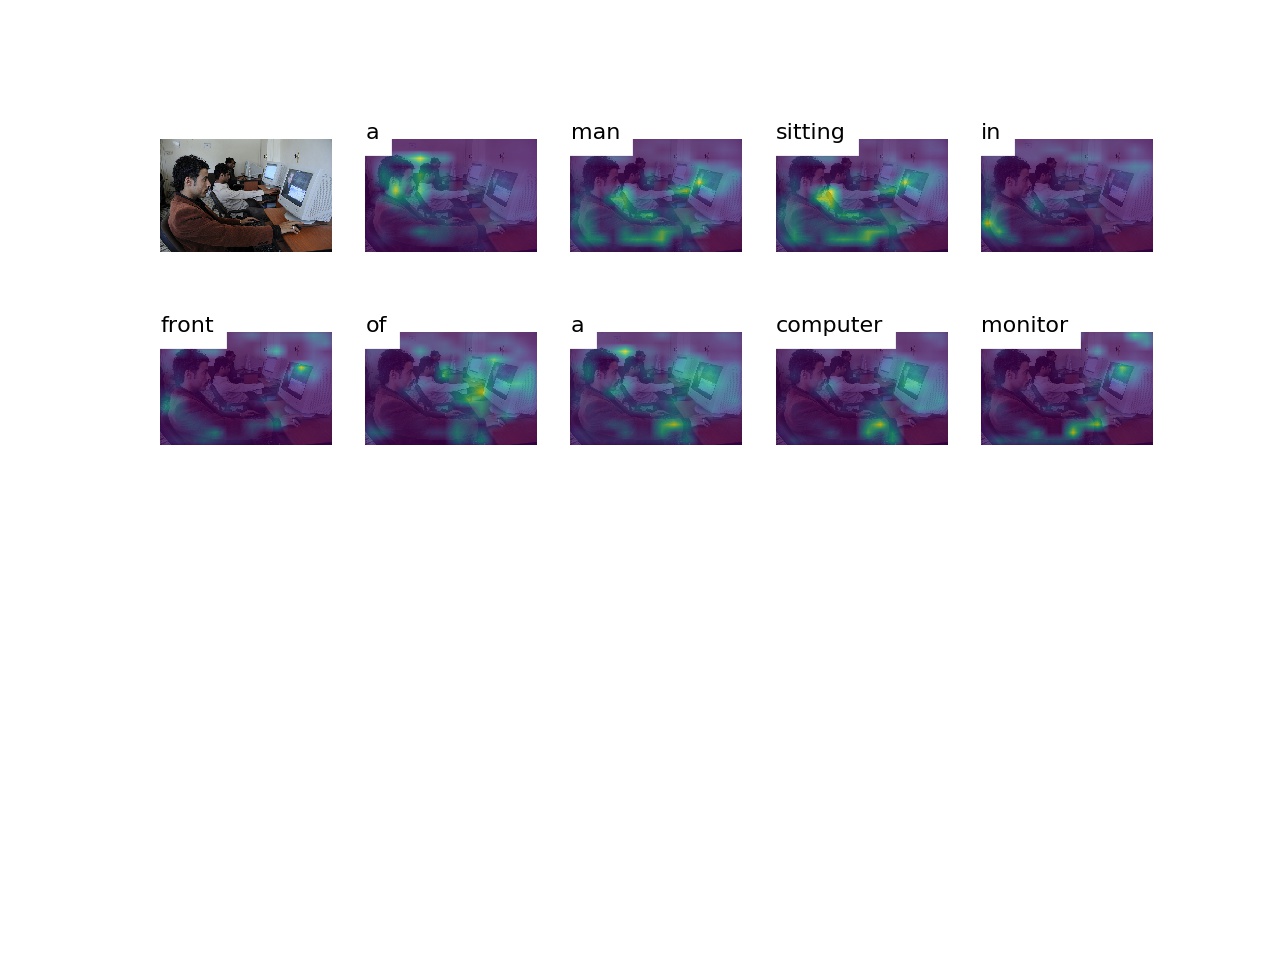 a man sitting in
front of a computer monitor